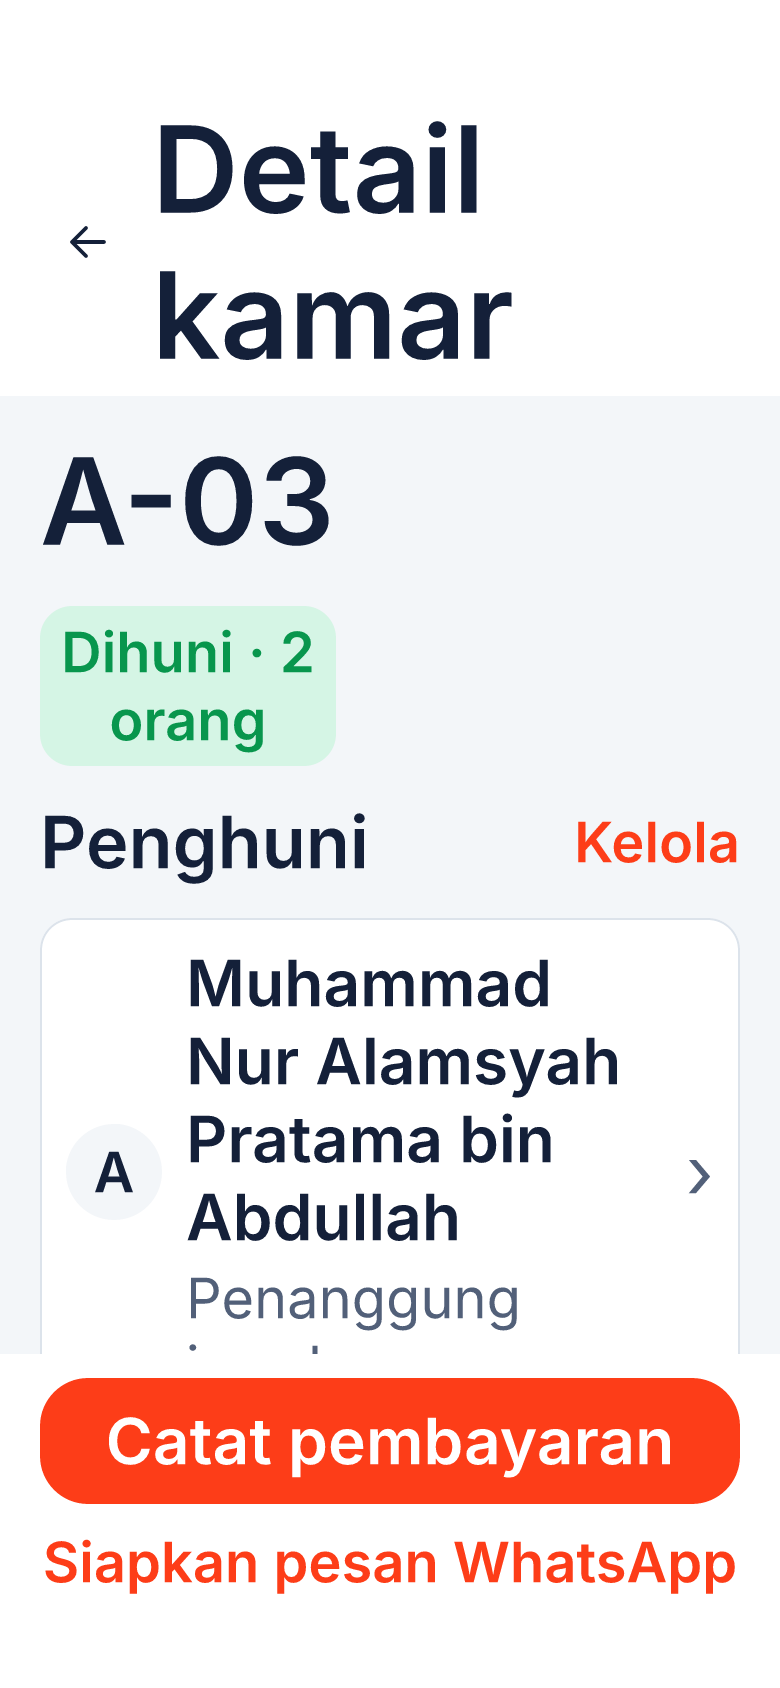 Detail
kamar
A-03
Dihuni · 2
orang
Penghuni
Kelola
Muhammad
Nur Alamsyah
Pratama bin
Abdullah
A
Penanggung
Catat pembayaran
Siapkan pesan WhatsApp